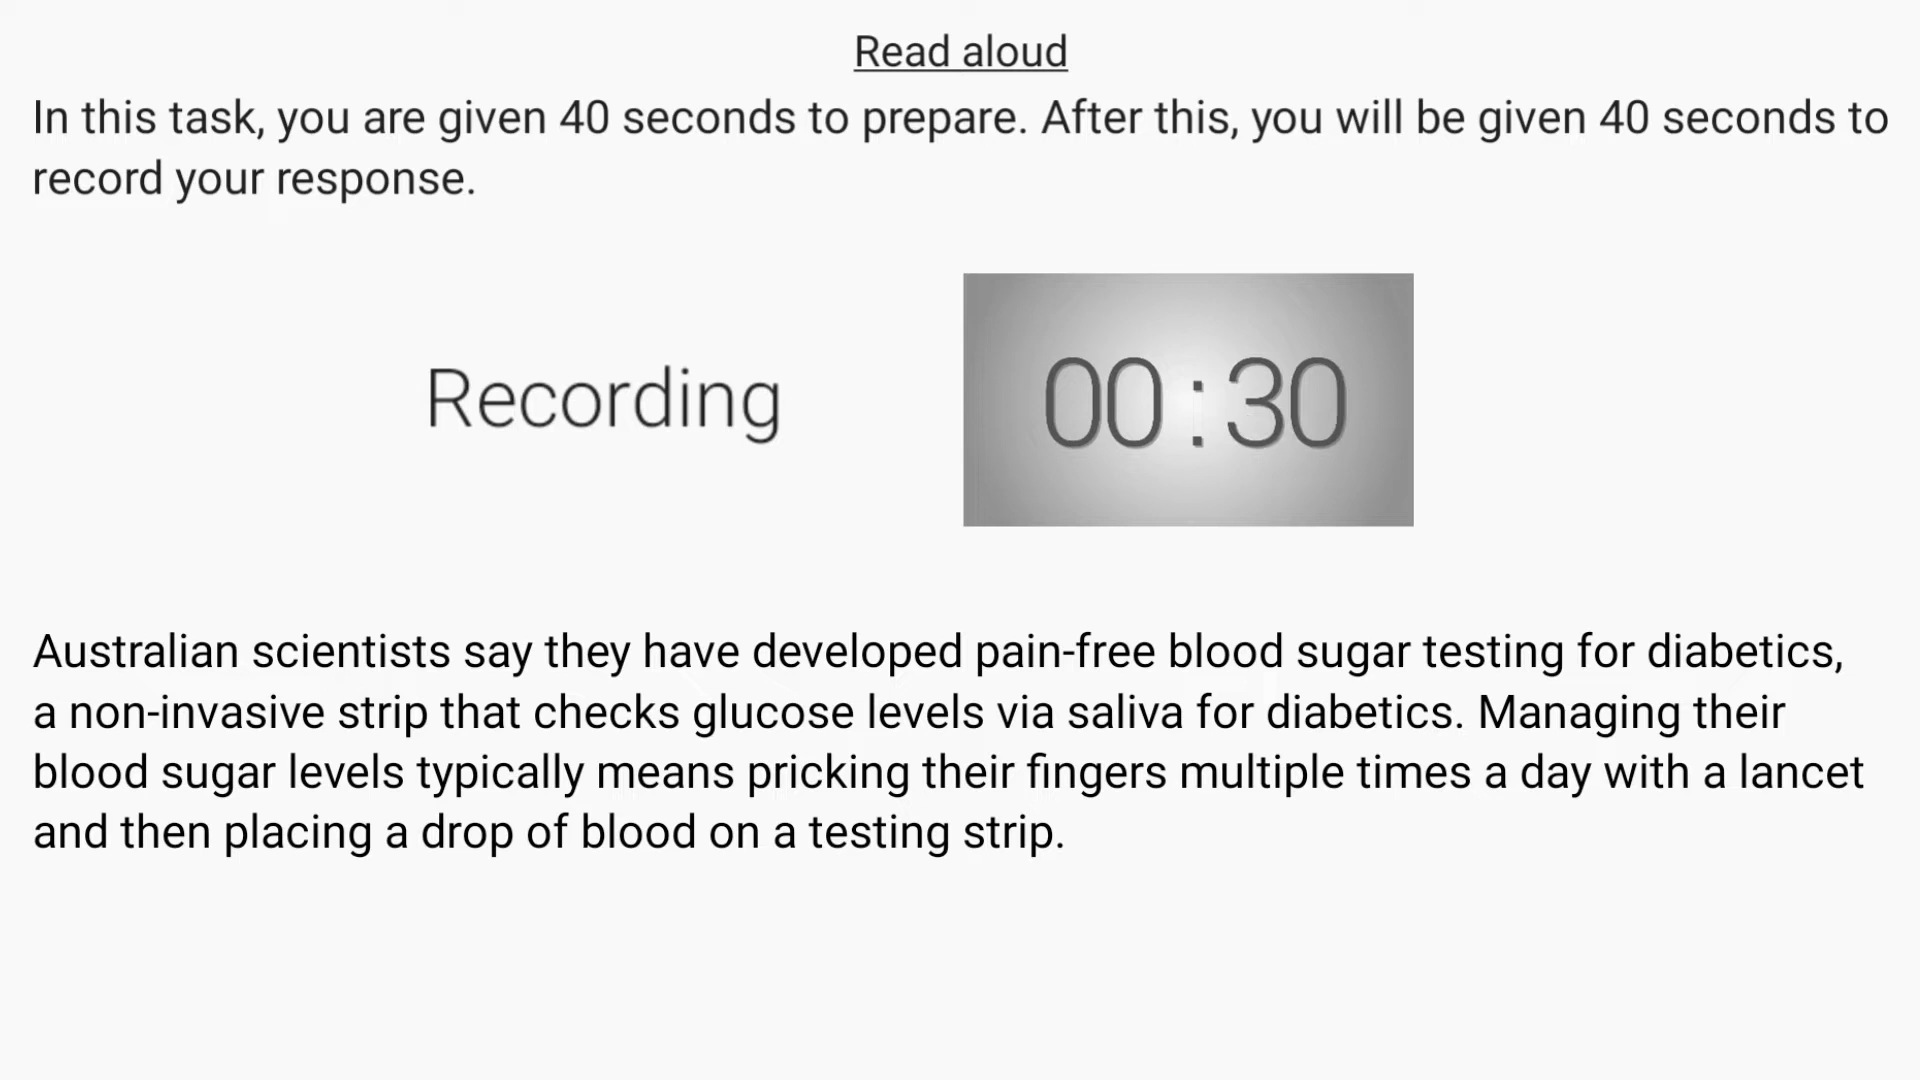 Read aloud
In this task, you are given 40 seconds to prepare. After this, you will be given 40 seconds to
record your response.
Recording
00:30
Australian scientists say they have developed pain-free blood sugar testing for diabetics,
a non-invasive strip that checks glucose levels via saliva for diabetics. Managing their
blood sugar levels typically means pricking their fingers multiple times a day with a lancet
and then placing a drop of blood on a testing strip.